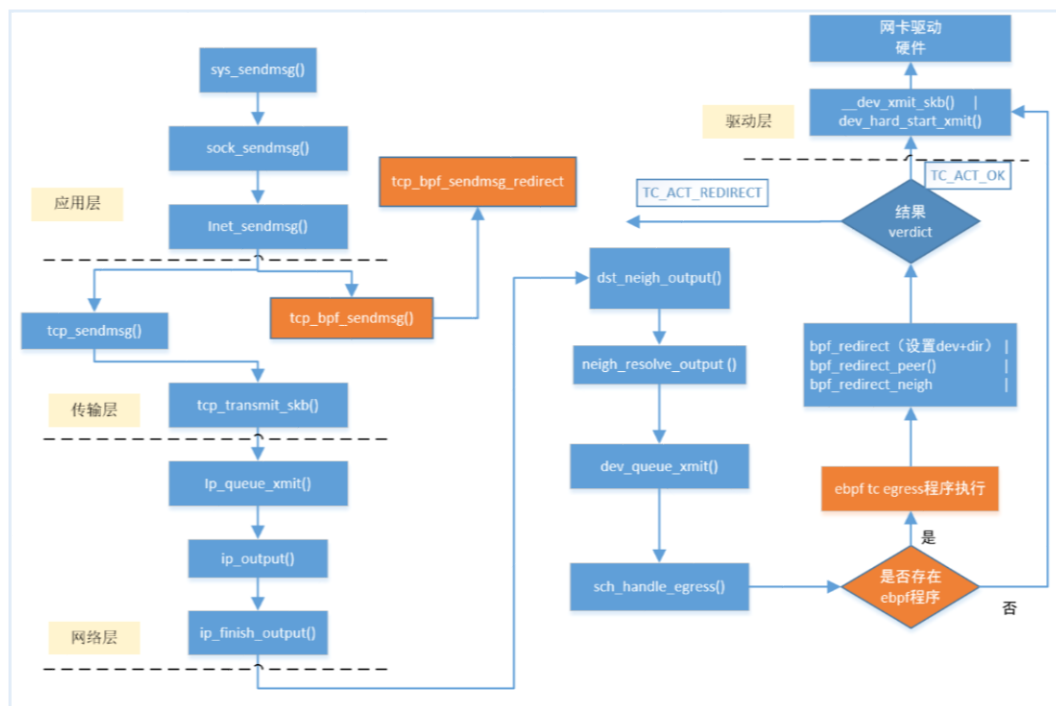 sys_sendmsg()
sock_sendmsg()
应用层
Inet_sendmsg()
tcp_bpf_sendmsg_redirect
tcp_sendmsg()
tcp_bpf_sendmsg()
传输层
tcp_transmit_skb()
Ip_queue_xmit()
ip_output()
网络层
ip_finish_output()
dst_neigh_output()
neigh_resolve_output ()
dev_queue_xmit()
sch_handle_egress()
是否存在
ebpf程序
是
否
ebpf tc egress程序执行
bpf_redirect（设置dev+dir） |
bpf_redirect_peer() |
bpf_redirect_neigh |
结果
verdict
TC_ACT_REDIRECT
TC_ACT_OK
驱动层
__dev_xmit_skb() |
dev_hard_start_xmit()
网卡驱动
硬件